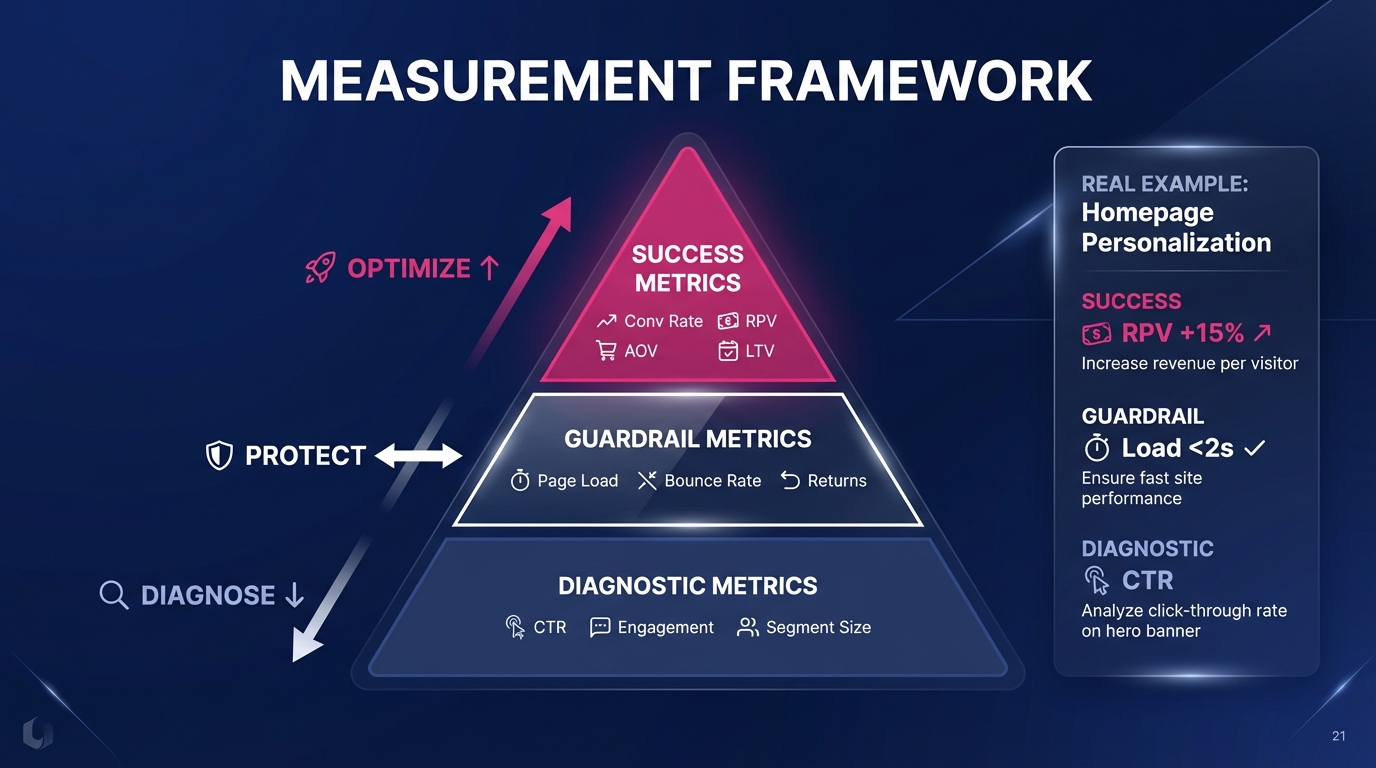 MEASUREMENT FRAMEWORK
OPTIMIZE ↑
PROTECT
DIAGNOSE ↓
SUCCESS
METRICS
Conv Rate RPV
AOV LTV
GUARDRAIL METRICS
Page Load Bounce Rate Returns
DIAGNOSTIC METRICS
CTR Engagement Segment Size
REAL EXAMPLE:
Homepage
Personalization
SUCCESS
RPV +15% ↗
Increase revenue per visitor
GUARDRAIL
Load <2s ✓
Ensure fast site
performance
DIAGNOSTIC
CTR
Analyze click-through rate
on hero banner
21